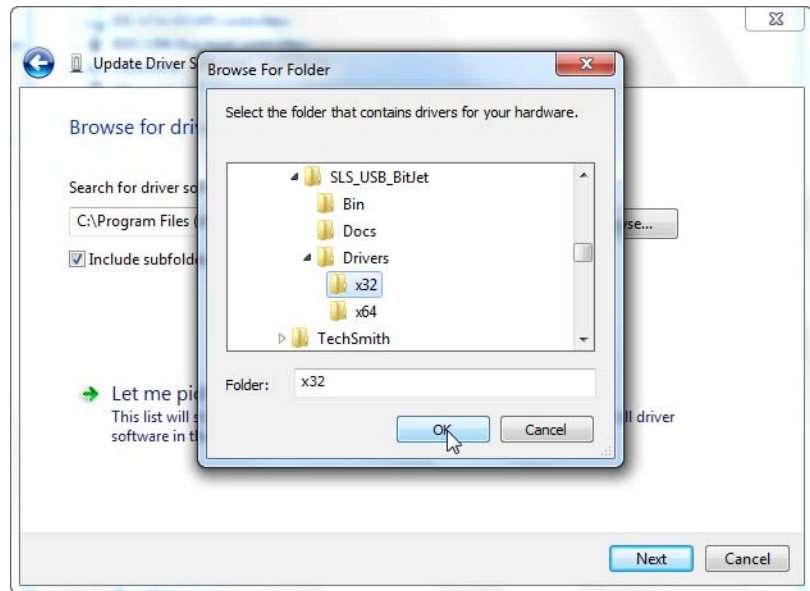 Update Driver S
Browse For Folder
Select the folder that contains drivers for your hardware.
Browse for dri
Search for driver so
C:\Program Files (
se...
Include subfold
SLS_USB_BitJet
Bin
Docs
Drivers
x32
x64
TechSmith
Folder: x32
OK Cancel
Let me pi
This list will s
ll driver
software in t
Next Cancel